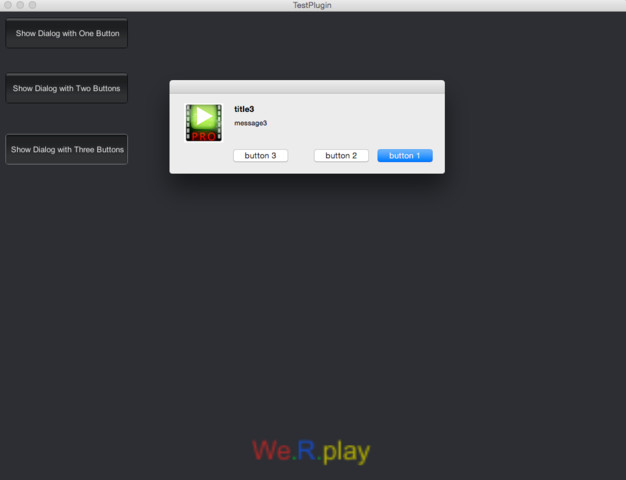 TestPlugin
Show Dialog with One Button
Show Dialog with Two Buttons
Show Dialog with Three Buttons
PRO
title3
message3
button 3
button 2
button 1
We.R.play